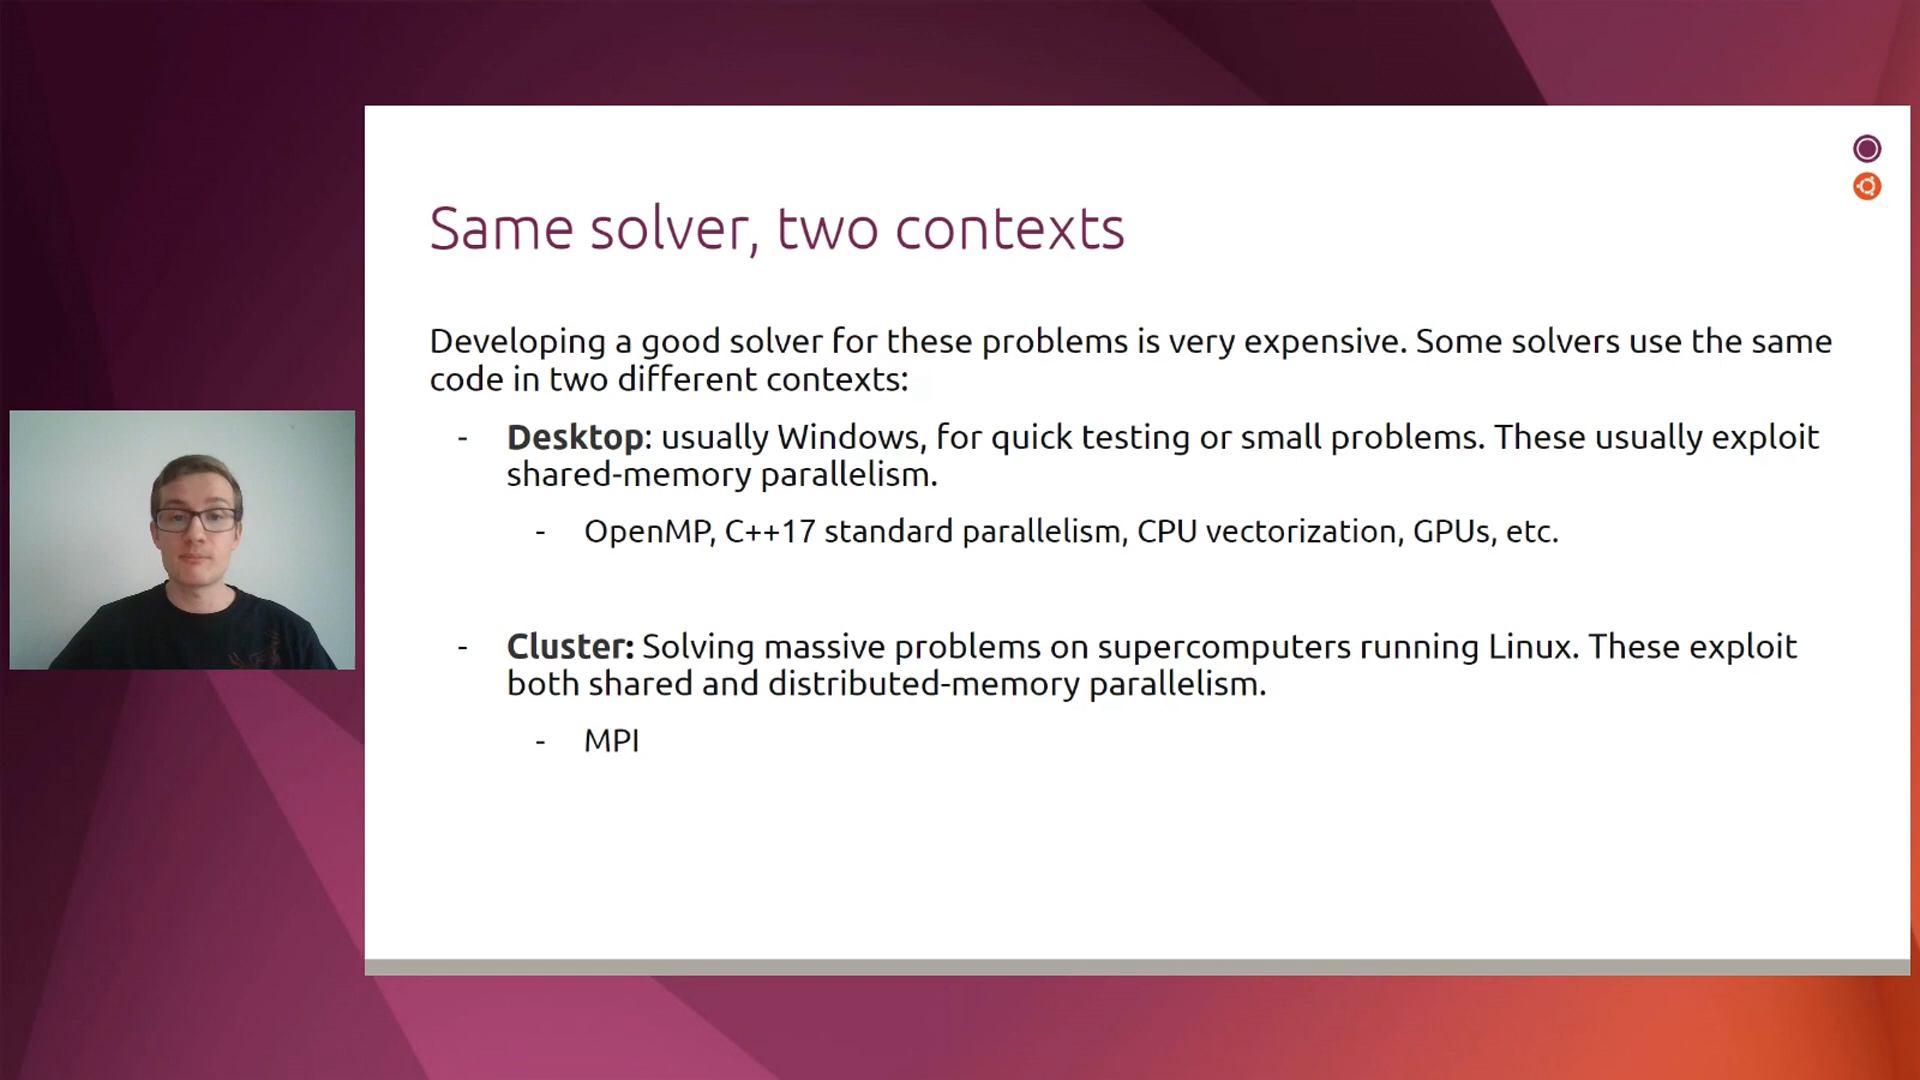 Same solver, two contexts
Developing a good solver for these problems is very expensive. Some solvers use the same
code in two different contexts:
- Desktop: usually Windows, for quick testing or small problems. These usually exploit
shared-memory parallelism.
- OpenMP, C++17 standard parallelism, CPU vectorization, GPUs, etc.
- Cluster: Solving massive problems on supercomputers running Linux. These exploit
both shared and distributed-memory parallelism.
- MPI